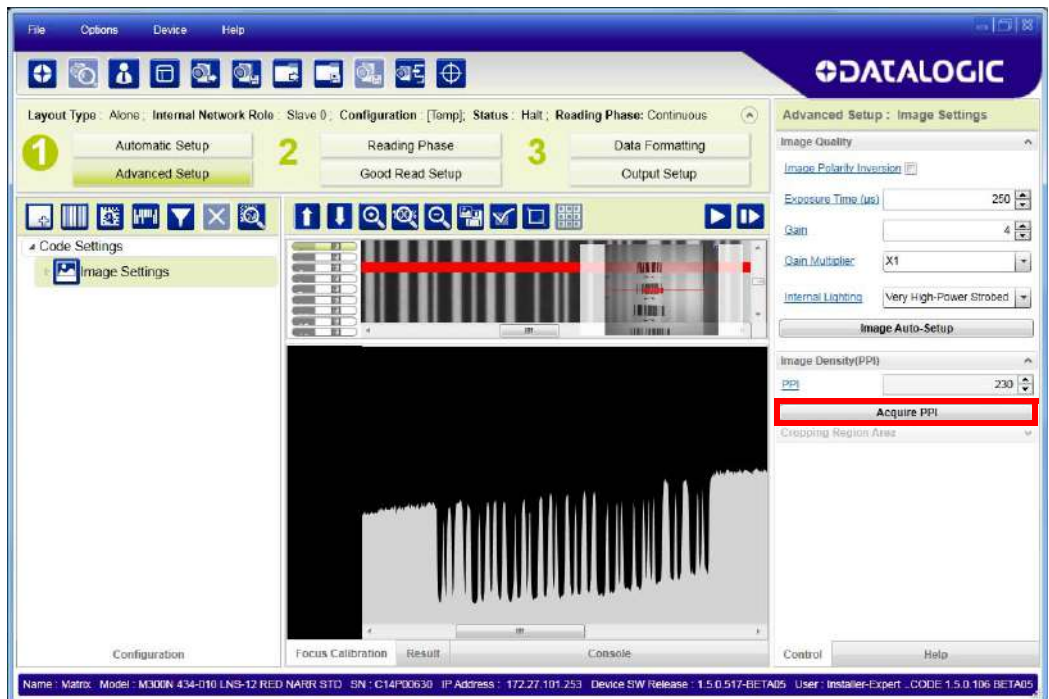 File Options Device Help
DATALOGIC
Layout Type : Alone ; Internal Network Role : Slave 0 ; Configuration : [Temp]; Status : Halt ; Reading Phase: Continuous
1 Automatic Setup 2 Reading Phase 3 Data Formatting
Advanced Setup Good Read Setup Output Setup
Code Settings
Image Settings
Configuration
Focus Calibration Result Console
Advanced Setup : Image Settings
Image Quality
Image Polarity Inversion
Exposure Time (µs) 250
Gain 4
Gain Multiplier X1
Internal Lighting Very High-Power Strobed
Image Auto-Setup
Image Density(PPI)
PPI 230
Acquire PPI
Cropping Region Area
Control Help
Name : Matrix Model : M300N 434-010 LNS-12 RED NARR STD SN : C14P00630 IP Address : 172.27.101.253 Device SW Release : 1.5.0.517-BETA05 User : Installer-Expert ..CODE 1.5.0.106 BETA05